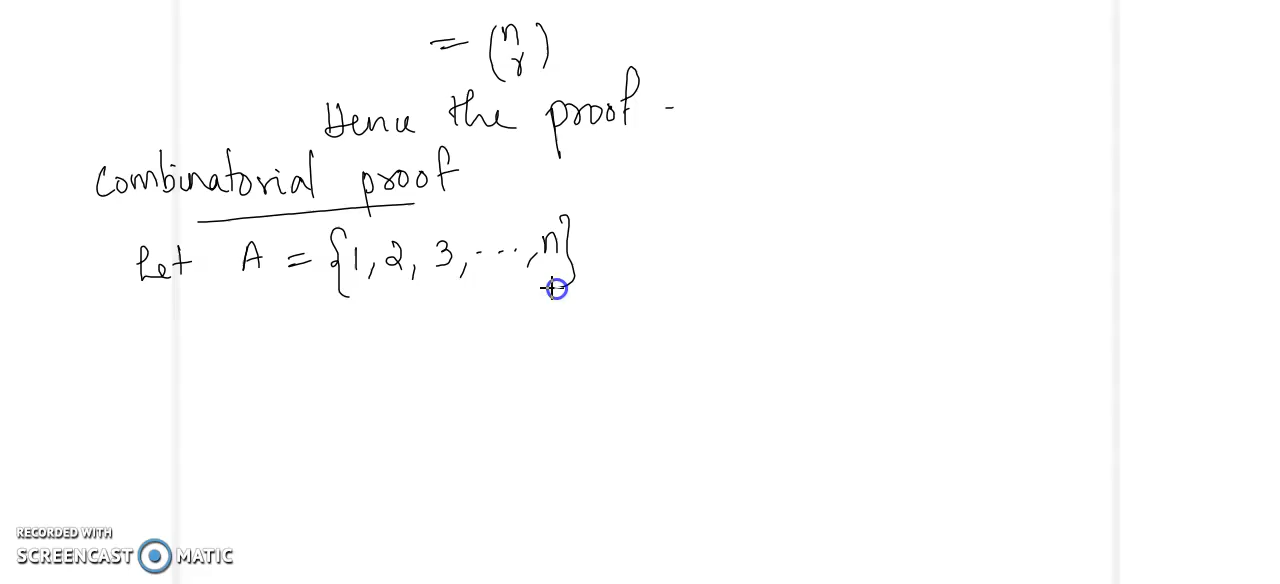 = (n r)
Hence the proof.
Combinatorial proof
Let A = {1, 2, 3, ..., n}
RECORDED WITH
SCREENCAST MATIC